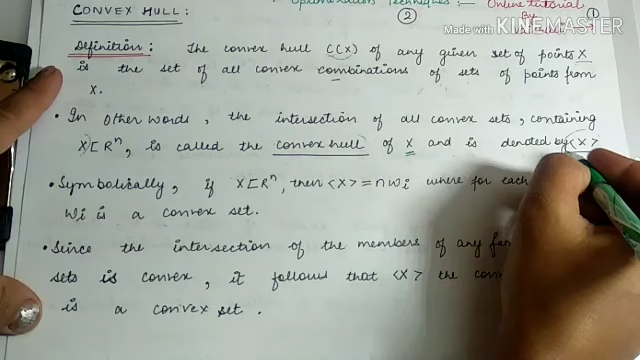 Optimization Techniques: Online Tutorial
CONVEX HULL: ② By ①
Made with KINEMASTER
Definition: The convex hull C(X) of any given set of points X
is the set of all convex combinations of sets of points from
X.
• In Other words, the intersection of all convex sets, containing
X⊏Rⁿ, is called the convex hull of X and is denoted by <X>
• Symbolically, if X⊏Rⁿ, then <X> = ∩Wi where for each
Wi is a convex set.
• Since the intersection of the members of any
sets is convex, it follows that <X> the
is a convex set.